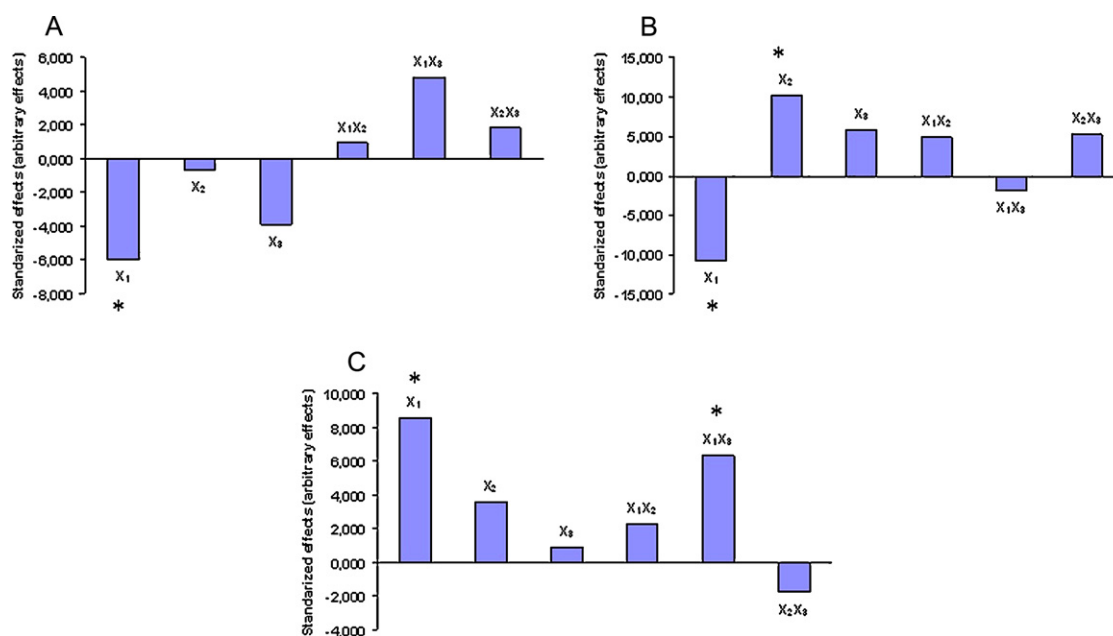 A
Standarized effects (arbitrary effects)
6,000
4,000
2,000
0,000
-2,000
-4,000
-6,000
-8,000
X₁
*
X₂
X₃
X₁X₂
X₁X₃
X₂X₃
B
Standarized effects (arbitrary effects)
15,000
10,000
5,000
0,000
-5,000
-10,000
-15,000
X₁
*
*
X₂
X₃
X₁X₂
X₁X₃
X₂X₃
C
Standarized effects (arbitrary effects)
10,000
8,000
6,000
4,000
2,000
0,000
-2,000
-4,000
*
X₁
X₂
X₃
X₁X₂
*
X₁X₃
X₂X₃